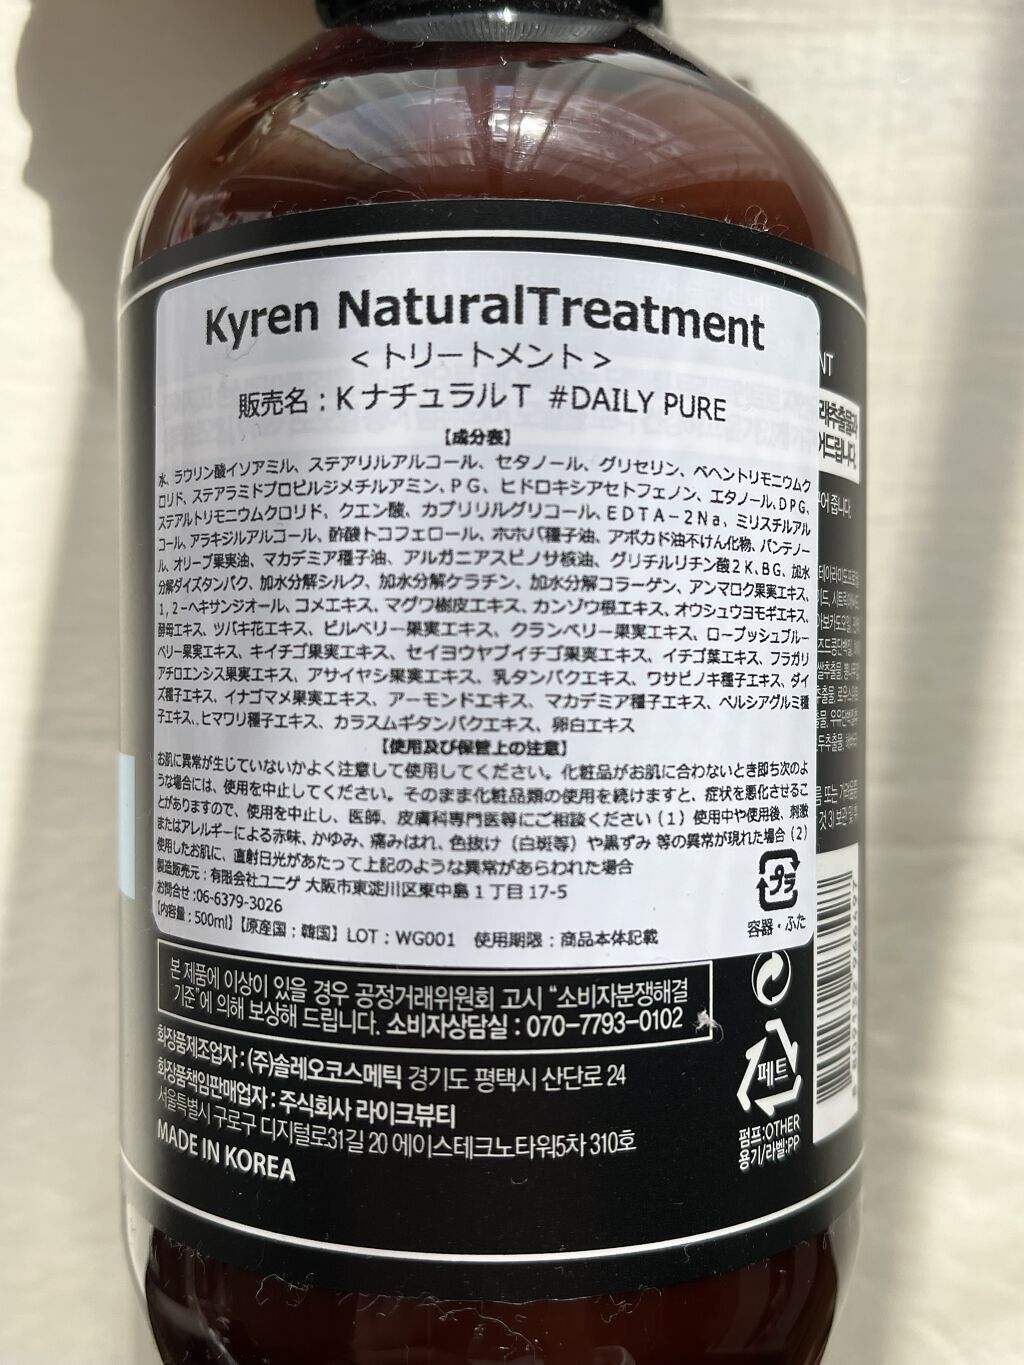 Kyren NaturalTreatment
＜トリートメント＞
販売名：KナチュラルT #DAILY PURE
【成分表】
水、ラウリン酸イソアミル、ステアリルアルコール、セタノール、グリセリン、ベヘントリモニウムク
ロリド、ステアラミドプロピルジメチルアミン、PG、ヒドロキシアセトフェノン、エタノール、DPG、
ステアルトリモニウムクロリド、クエン酸、カプリリルグリコール、EDTA－2Na、ミリスチルアル
コール、アラキジルアルコール、酢酸トコフェロール、ホホバ種子油、アボカド油不けん化物、パンテノー
ル、オリーブ果実油、マカデミア種子油、アルガニアスピノサ核油、グリチルリチン酸2K、BG、加水
分解ダイズタンパク、加水分解シルク、加水分解ケラチン、加水分解コラーゲン、アンマロク果実エキス、
1,2－ヘキサンジオール、コメエキス、マグワ樹皮エキス、カンゾウ根エキス、オウシュウヨモギエキス、
酵母エキス、ツバキ花エキス、ビルベリー果実エキス、クランベリー果実エキス、ローブッシュブルー
ベリー果実エキス、キイチゴ果実エキス、セイヨウヤブイチゴ果実エキス、イチゴ葉エキス、フラガリ
アチロエンシス果実エキス、アサイヤシ果実エキス、乳タンパクエキス、ワサビノキ種子エキス、ダイ
ズ種子エキス、イナゴマメ果実エキス、アーモンドエキス、マカデミア種子エキス、ペルシアグルミ種
子エキス、、ヒマワリ種子エキス、カラスムギタンパクエキス、卵白エキス
【使用及び保管上の注意】
お肌に異常が生じていないかよく注意して使用してください。化粧品がお肌に合わないとき即ち次のよ
うな場合には、使用を中止してください。そのまま化粧品類の使用を続けますと、症状を悪化させるこ
とがありますので、使用を中止し、医師、皮膚科専門医等にご相談ください（1）使用中や使用後、刺激
またはアレルギーによる赤味、かゆみ、痛みはれ、色抜け（白斑等）や黒ずみ 等の異常が現れた場合（2）
使用したお肌に、直射日光があたって上記のような異常があらわれた場合
製造販売元：有限会社ユニゲ 大阪市東淀川区東中島1丁目17-5
お問合せ:06-6379-3026
【内容量：500ml】【原産国：韓国】LOT：WG001 使用期限：商品本体記載
プラ
容器・ふた
본 제품에 이상이 있을 경우 공정거래위원회 고시 “소비자분쟁해결
기준”에 의해 보상해 드립니다. 소비자상담실 : 070-7793-0102
화장품제조업자 : (주)솔레오코스메틱 경기도 평택시 산단로 24
화장품책임판매업자 : 주식회사 라이크뷰티
서울특별시 구로구 디지털로31길 20 에이스테크노타워5차 310호
MADE IN KOREA
페트
펌프:OTHER
용기/라벨:PP